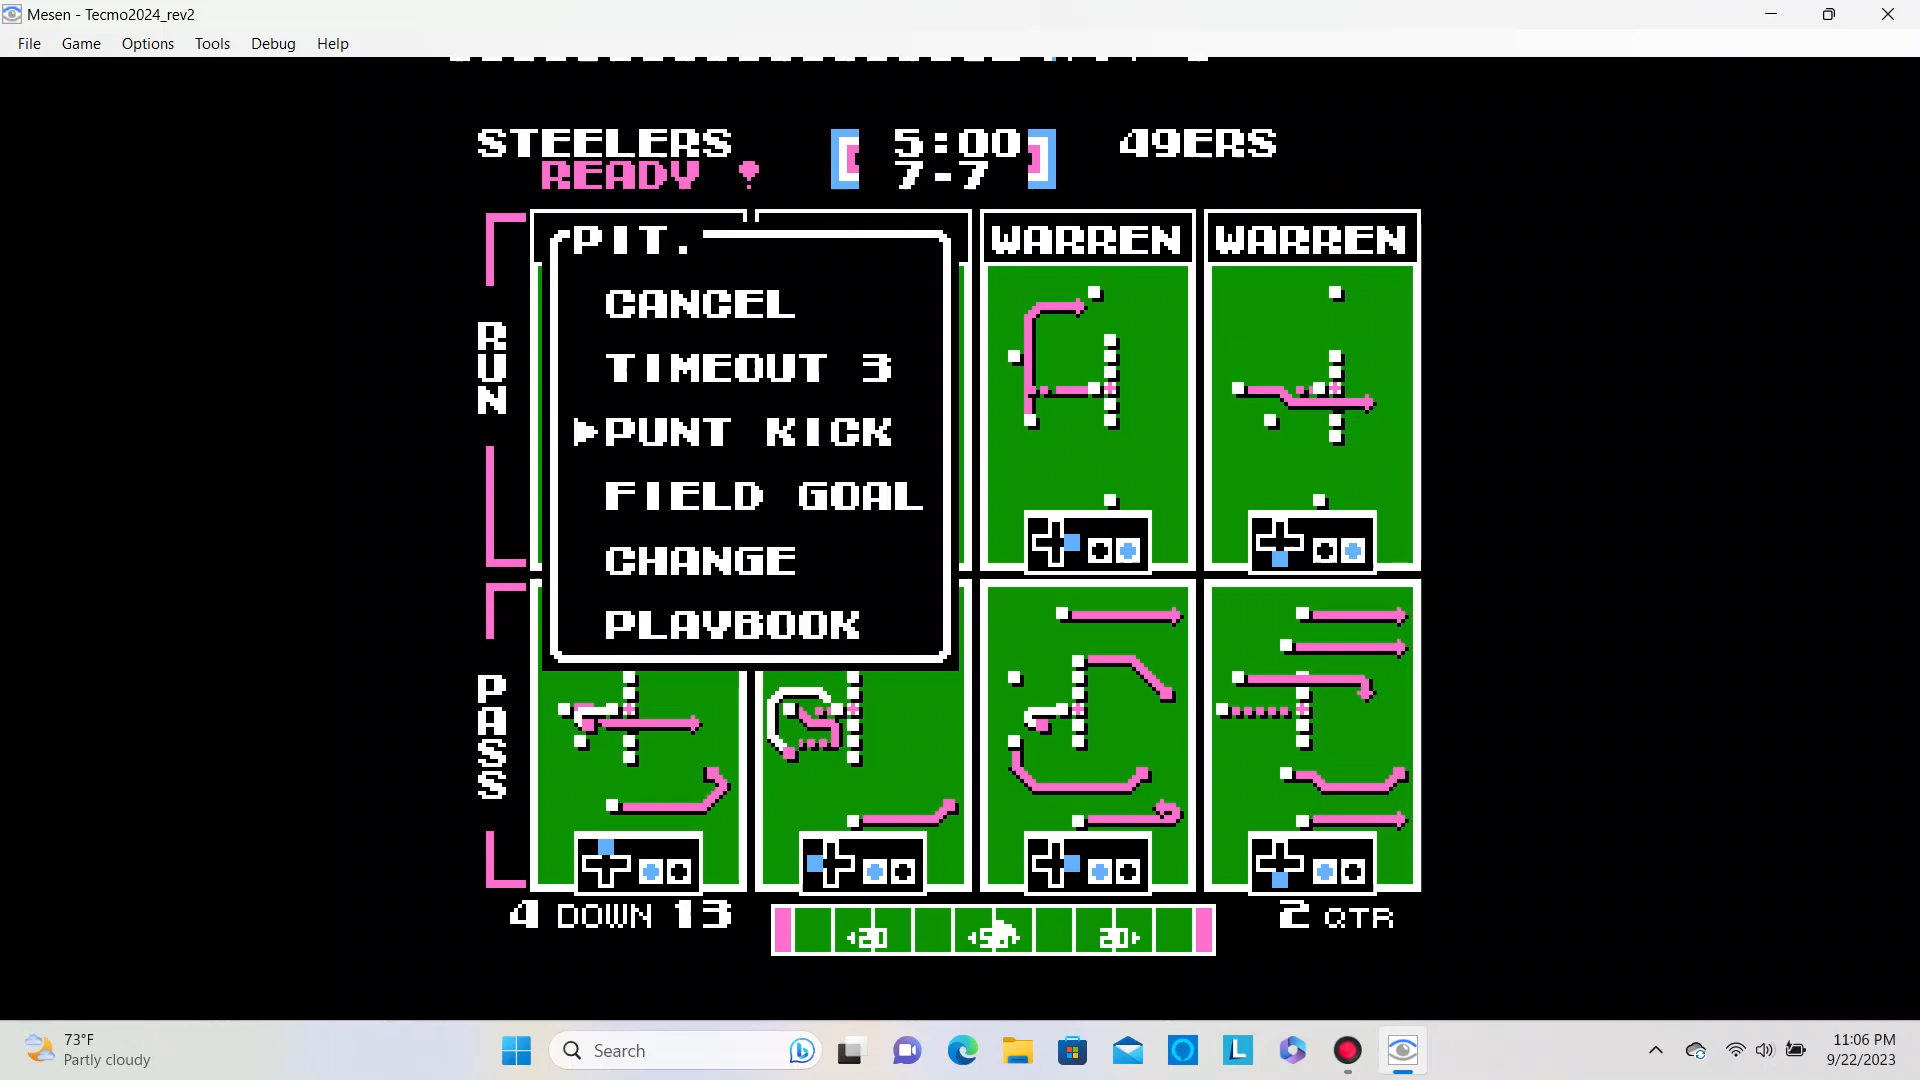 Mesen - Tecmo2024_rev2
File Game Options Tools Debug Help
STEELERS 5:00 49ERS
READY ! 7-7
PIT. WARREN WARREN
CANCEL
TIMEOUT 3
PUNT KICK
FIELD GOAL
CHANGE
PLAYBOOK
RUN
PASS
4 DOWN 13 20 50 20 2 QTR
73°F
Partly cloudy
Search
11:06 PM
9/22/2023